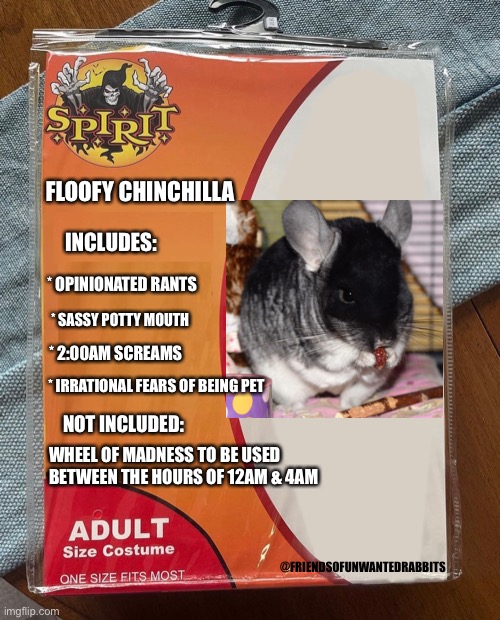 SPIRIT
FLOOFY CHINCHILLA
INCLUDES:
* OPINIONATED RANTS
* SASSY POTTY MOUTH
* 2:00AM SCREAMS
* IRRATIONAL FEARS OF BEING PET
NOT INCLUDED:
WHEEL OF MADNESS TO BE USED
BETWEEN THE HOURS OF 12AM & 4AM
ADULT
Size Costume
ONE SIZE FITS MOST
@FRIENDSOFUNWANTEDRABBITS
imgflip.com